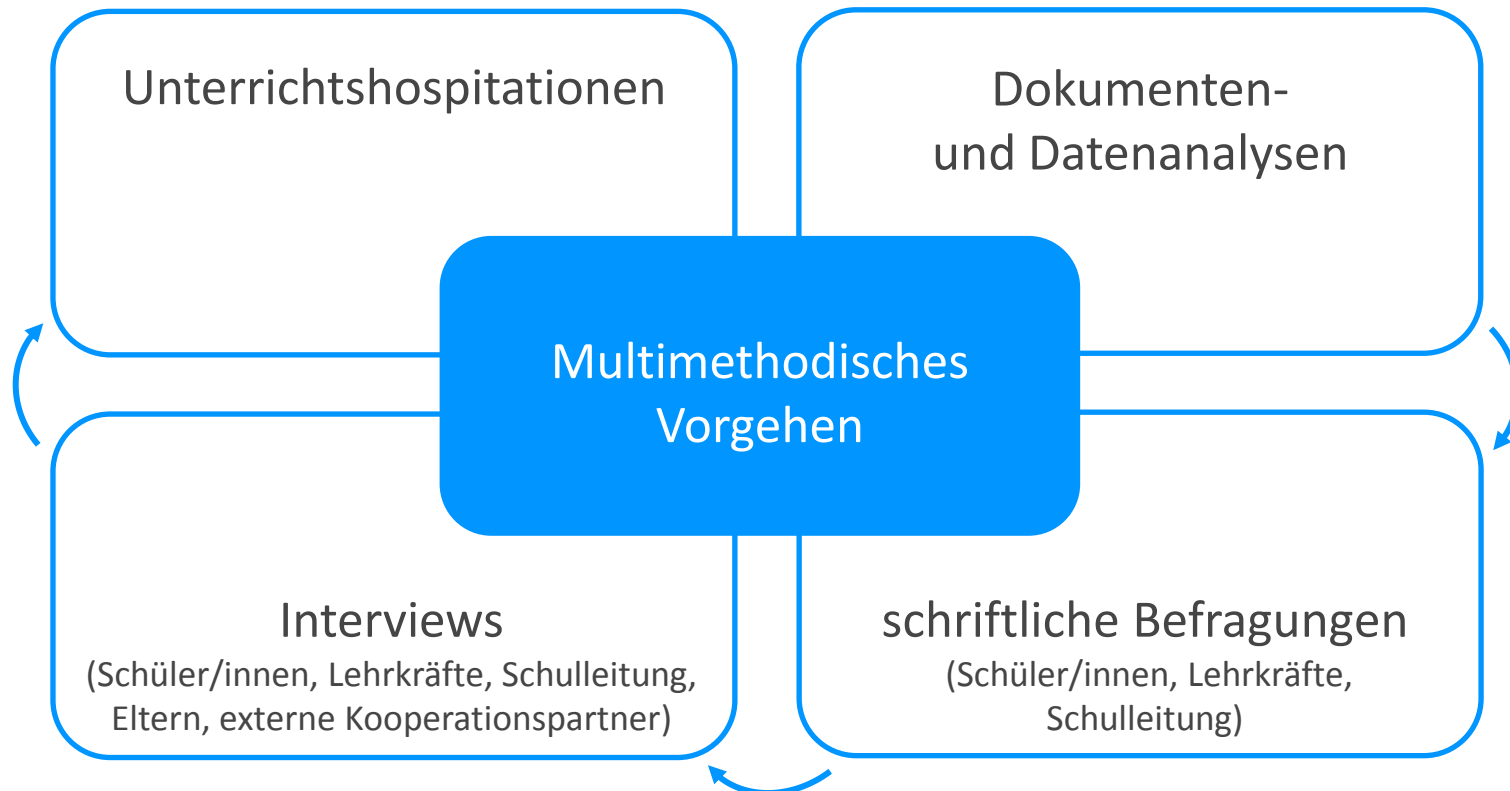 Unterrichtshospitationen
Dokumenten-
und Datenanalysen
Multimethodisches
Vorgehen
Interviews
(Schüler/innen, Lehrkräfte, Schulleitung,
Eltern, externe Kooperationspartner)
schriftliche Befragungen
(Schüler/innen, Lehrkräfte,
Schulleitung)